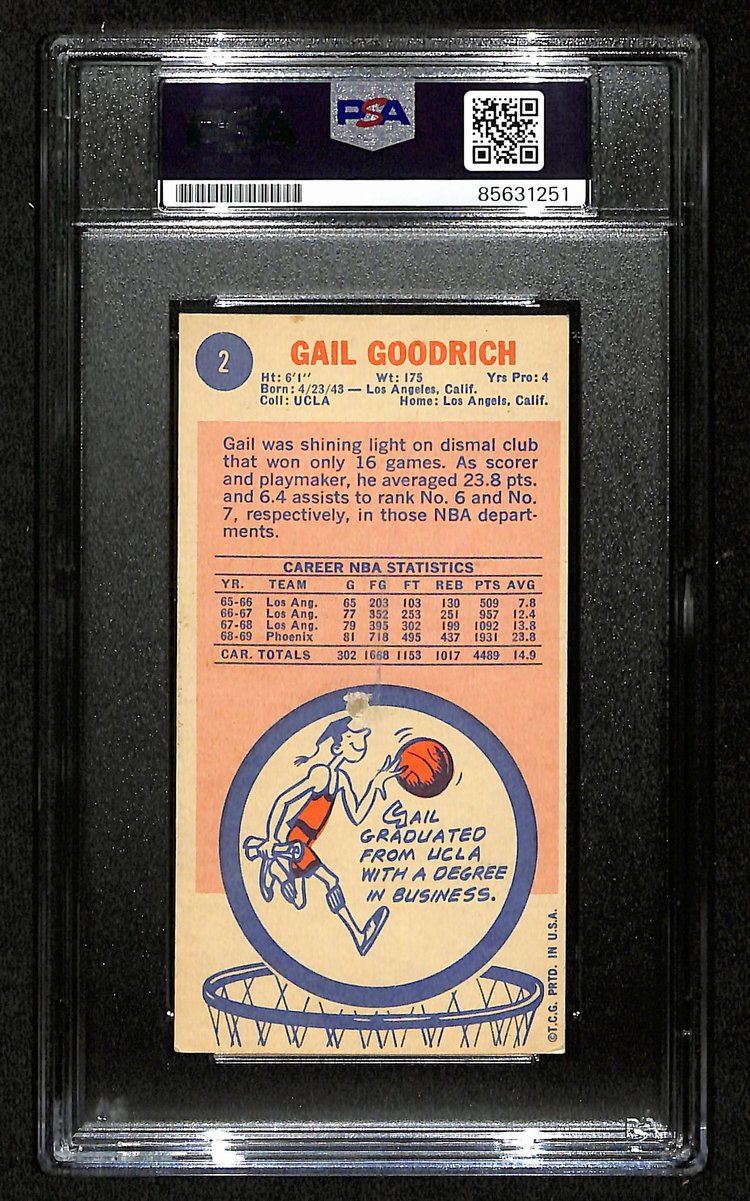 PSA
85631251
2
GAIL GOODRICH
Ht: 6'1" Wt: 175 Yrs Pro: 4
Born: 4/23/43 — Los Angeles, Calif.
Coll: UCLA Home: Los Angels, Calif.
Gail was shining light on dismal club
that won only 16 games. As scorer
and playmaker, he averaged 23.8 pts.
and 6.4 assists to rank No. 6 and No.
7, respectively, in those NBA depart-
ments.
CAREER NBA STATISTICS
YR. TEAM G FG FT REB PTS AVG
65-66 Los Ang. 65 203 103 130 509 7.8
66-67 Los Ang. 77 352 253 251 957 12.4
67-68 Los Ang. 79 395 302 199 1092 13.8
68-69 Phoenix 81 718 495 437 1931 23.8
CAR. TOTALS 302 1668 1153 1017 4489 14.9
GAIL
GRADUATED
FROM UCLA
WITH A DEGREE
IN BUSINESS.
©T.C.G. PRTD. IN U.S.A.
PSA